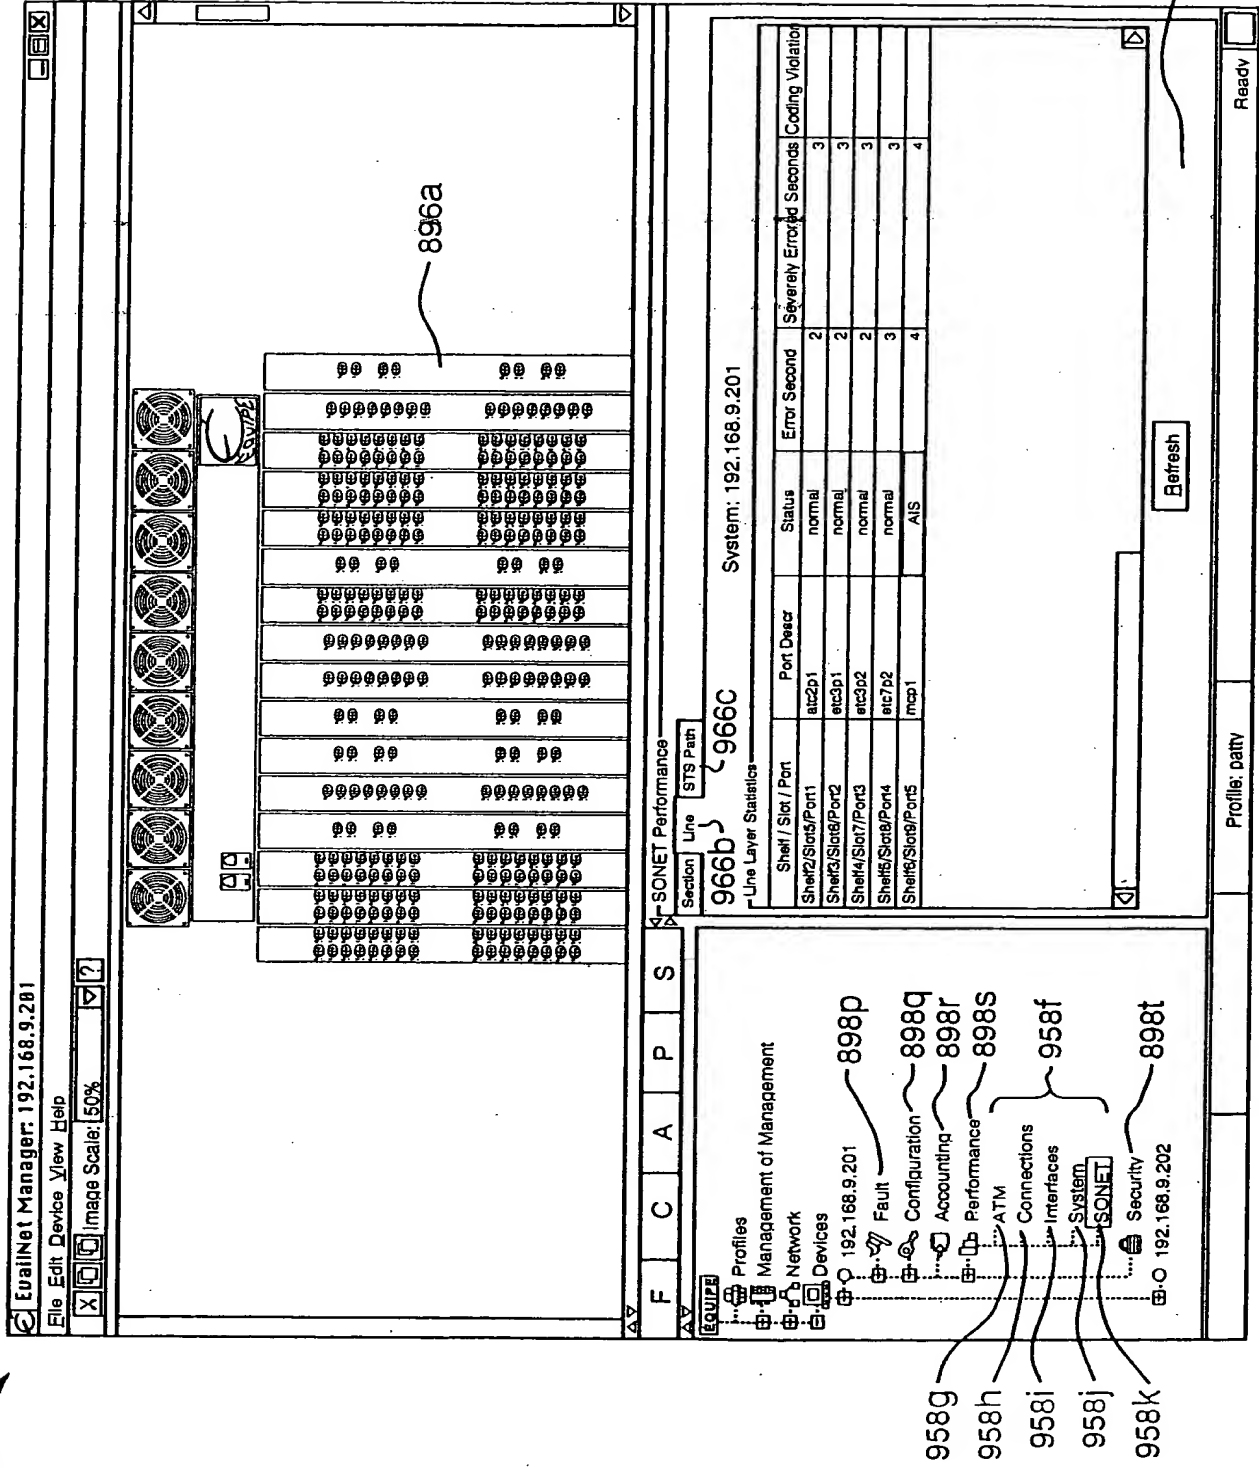 EuailNet Manager: 192.168.9.201
File Edit Device View Help
Image Scale: 50% ?
896a
F C A P S
EQUIPE
Profiles
Management of Management
Network
Devices
192.168.9.201
Fault
Configuration
Accounting
Performance
ATM
Connections
Interfaces
System
SONET
Security
192.168.9.202
898p
898q
898r
898s
958f
898t
958g
958h
958i
958j
958k
SONET Performance
Section Line STS Path
966b 966c
System: 192.168.9.201
Line Layer Statistics
Shelf / Slot / Port Port Descr Status Error Second Severely Errored Seconds Coding Violation
Shelf2/Slot5/Port1 atc2p1 normal 2 3
Shelf3/Slot6/Port2 etc3p1 normal 2 3
Shelf4/Slot7/Port3 etc3p2 normal 2 3
Shelf5/Slot8/Port4 etc7p2 normal 3 3
Shelf6/Slot9/Port5 mcp1 AIS 4 4
Refresh
Profile: patty
Ready